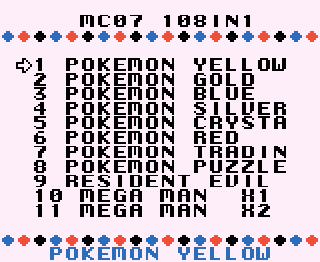 MC07 108IN1
1 POKEMON YELLOW
2 POKEMON GOLD
3 POKEMON BLUE
4 POKEMON SILVER
5 POKEMON CRYSTA
6 POKEMON RED
7 POKEMON TRADIN
8 POKEMON PUZZLE
9 RESIDENT EVIL
10 MEGA MAN X1
11 MEGA MAN X2
POKEMON YELLOW